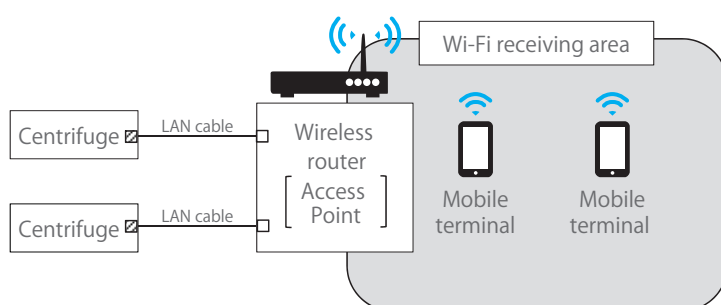 Wi-Fi receiving area
Centrifuge
LAN cable
Wireless
router
Access
Point
Centrifuge
LAN cable
Mobile
terminal
Mobile
terminal